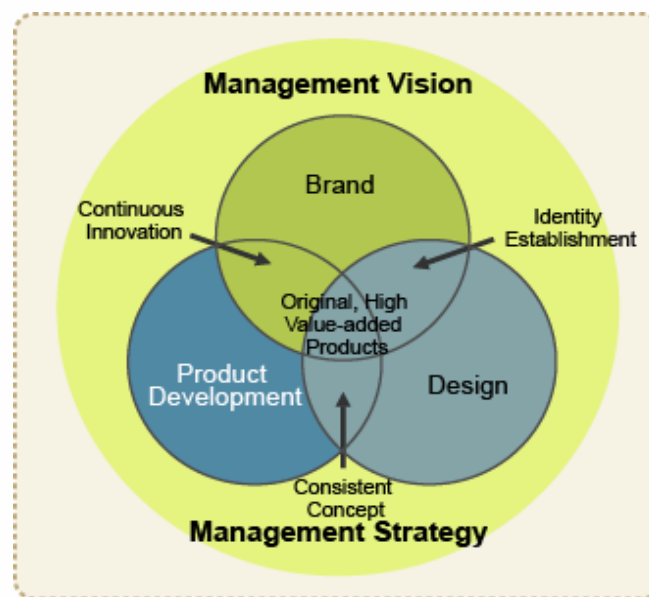 Management Vision
Brand
Continuous
Innovation
Identity
Establishment
Original, High
Value-added
Products
Product
Development
Design
Consistent
Concept
Management Strategy